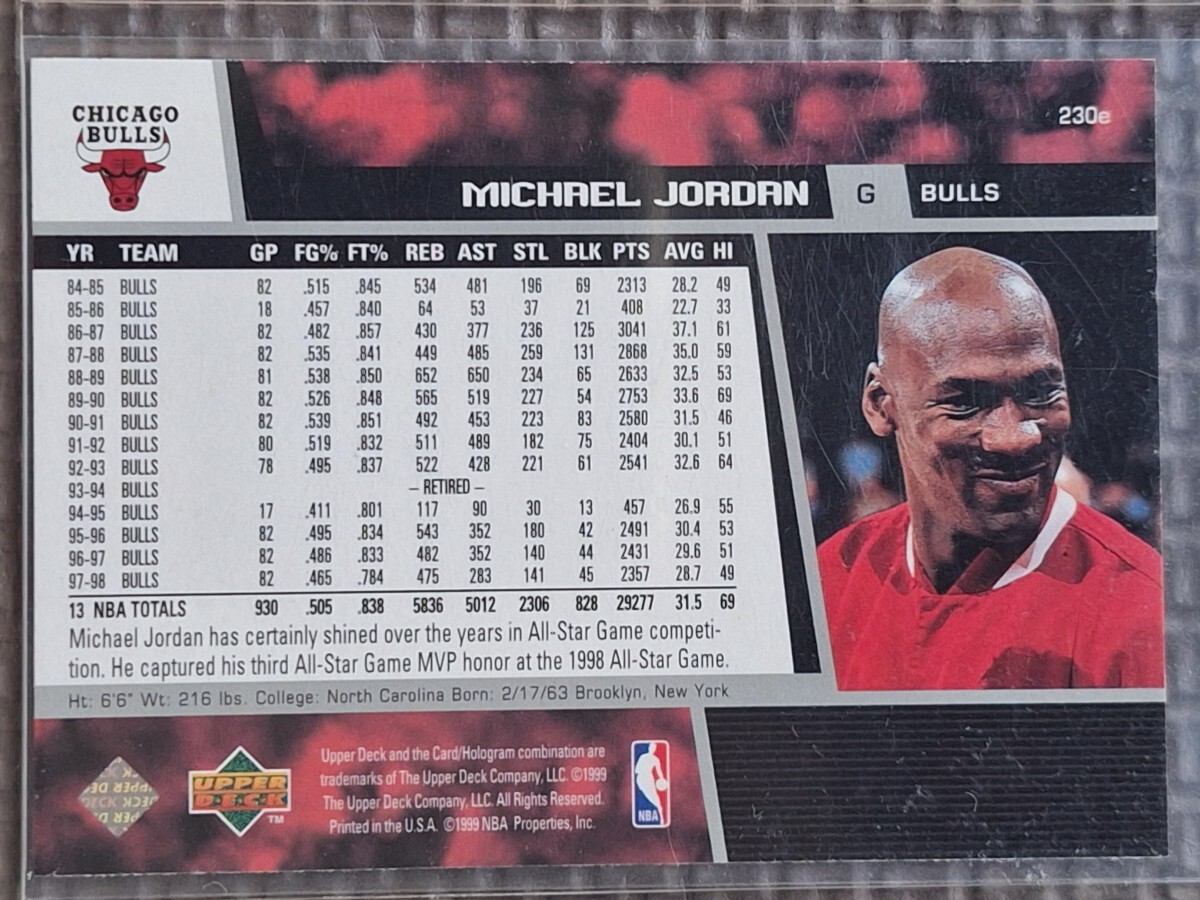 CHICAGO
BULLS
230e
MICHAEL JORDAN G BULLS
YR TEAM GP FG% FT% REB AST STL BLK PTS AVG HI
84-85 BULLS 82 .515 .845 534 481 196 69 2313 28.2 49
85-86 BULLS 18 .457 .840 64 53 37 21 408 22.7 33
86-87 BULLS 82 .482 .857 430 377 236 125 3041 37.1 61
87-88 BULLS 82 .535 .841 449 485 259 131 2868 35.0 59
88-89 BULLS 81 .538 .850 652 650 234 65 2633 32.5 53
89-90 BULLS 82 .526 .848 565 519 227 54 2753 33.6 69
90-91 BULLS 82 .539 .851 492 453 223 83 2580 31.5 46
91-92 BULLS 80 .519 .832 511 489 182 75 2404 30.1 51
92-93 BULLS 78 .495 .837 522 428 221 61 2541 32.6 64
93-94 BULLS – RETIRED –
94-95 BULLS 17 .411 .801 117 90 30 13 457 26.9 55
95-96 BULLS 82 .495 .834 543 352 180 42 2491 30.4 53
96-97 BULLS 82 .486 .833 482 352 140 44 2431 29.6 51
97-98 BULLS 82 .465 .784 475 283 141 45 2357 28.7 49
13 NBA TOTALS 930 .505 .838 5836 5012 2306 828 29277 31.5 69
Michael Jordan has certainly shined over the years in All-Star Game competi-
tion. He captured his third All-Star Game MVP honor at the 1998 All-Star Game.
Ht: 6'6" Wt: 216 lbs. College: North Carolina Born: 2/17/63 Brooklyn, New York
UPPER
DECK
TM
Upper Deck and the Card/Hologram combination are
trademarks of The Upper Deck Company, LLC. ©1999
The Upper Deck Company, LLC. All Rights Reserved.
Printed in the U.S.A. ©1999 NBA Properties, Inc.
NBA